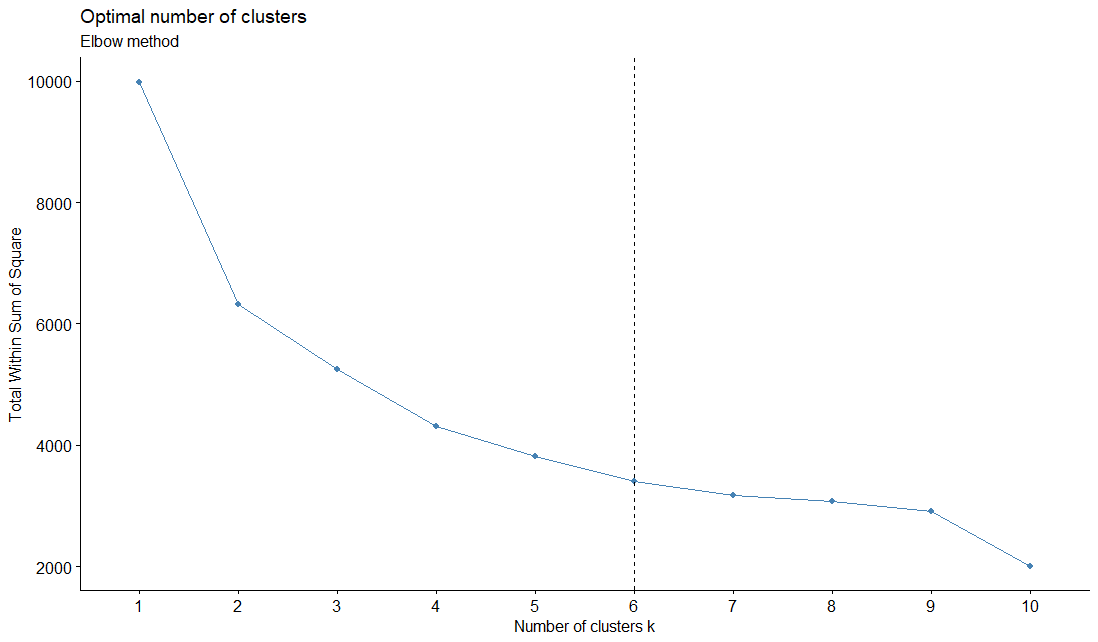 Optimal number of clusters
Elbow method
Total Within Sum of Square
10000
8000
6000
4000
2000
1 2 3 4 5 6 7 8 9 10
Number of clusters k